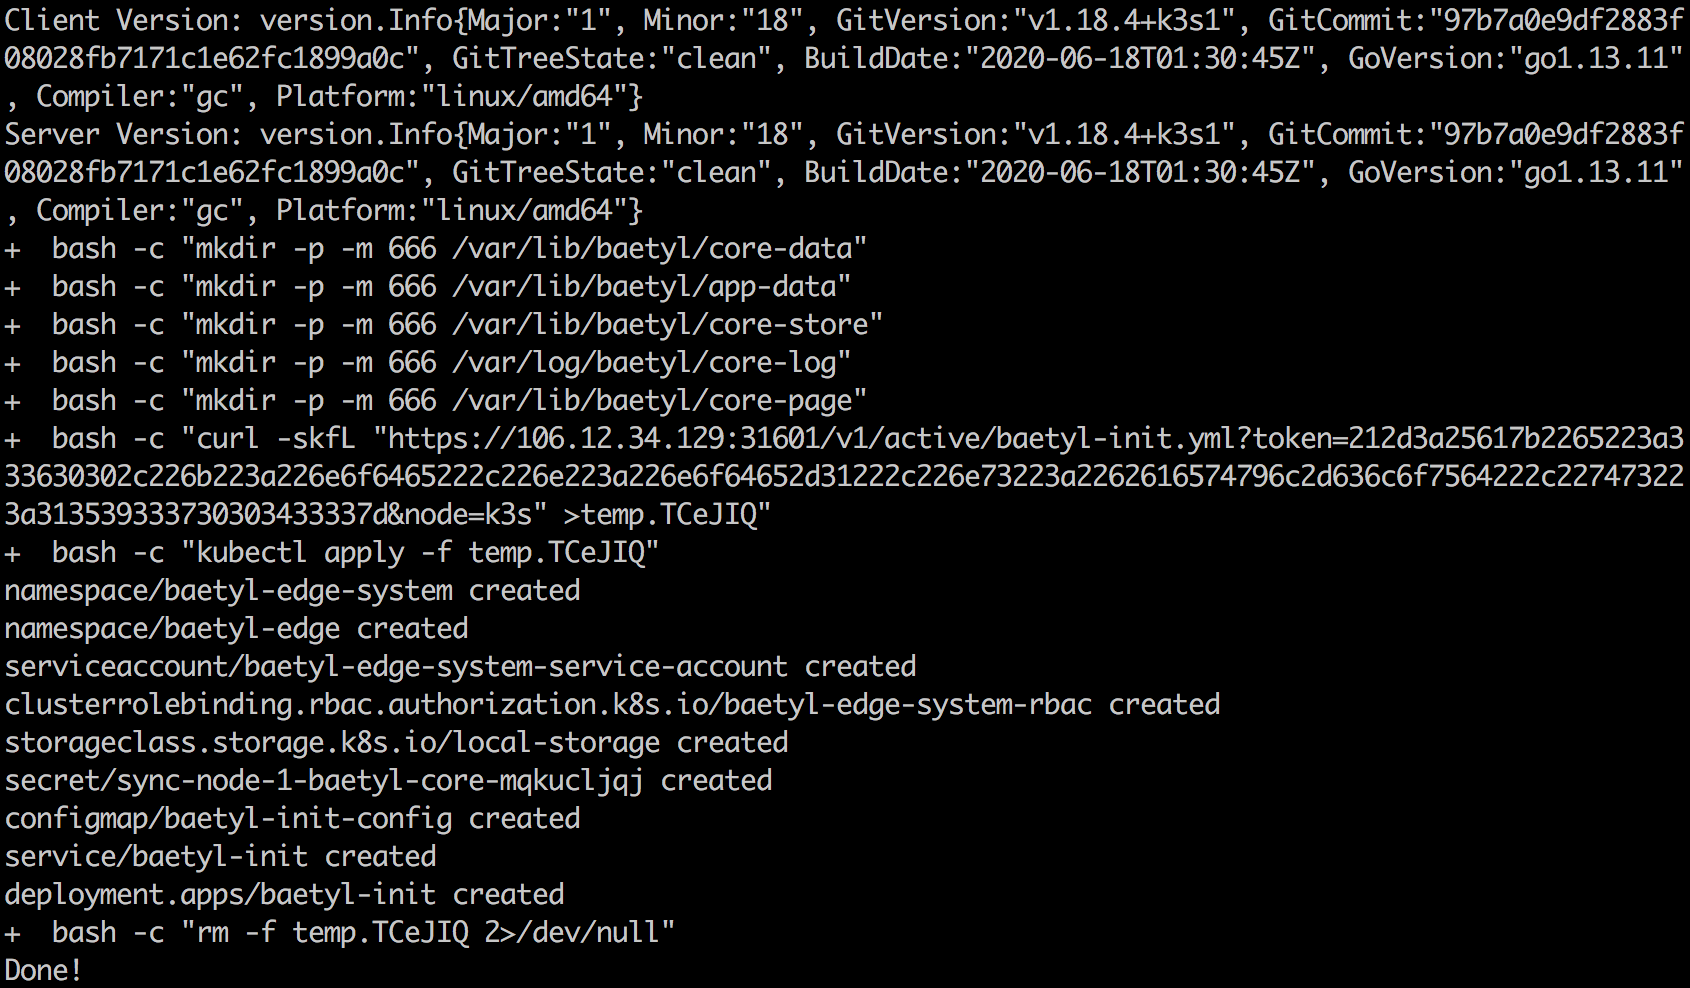 Client Version: version.Info{Major:"1", Minor:"18", GitVersion:"v1.18.4+k3s1", GitCommit:"97b7a0e9df2883f
08028fb7171c1e62fc1899a0c", GitTreeState:"clean", BuildDate:"2020-06-18T01:30:45Z", GoVersion:"go1.13.11"
, Compiler:"gc", Platform:"linux/amd64"}
Server Version: version.Info{Major:"1", Minor:"18", GitVersion:"v1.18.4+k3s1", GitCommit:"97b7a0e9df2883f
08028fb7171c1e62fc1899a0c", GitTreeState:"clean", BuildDate:"2020-06-18T01:30:45Z", GoVersion:"go1.13.11"
, Compiler:"gc", Platform:"linux/amd64"}
+  bash -c "mkdir -p -m 666 /var/lib/baetyl/core-data"
+  bash -c "mkdir -p -m 666 /var/lib/baetyl/app-data"
+  bash -c "mkdir -p -m 666 /var/lib/baetyl/core-store"
+  bash -c "mkdir -p -m 666 /var/log/baetyl/core-log"
+  bash -c "mkdir -p -m 666 /var/lib/baetyl/core-page"
+  bash -c "curl -skfL "https://106.12.34.129:31601/v1/active/baetyl-init.yml?token=212d3a25617b2265223a3
33630302c226b223a226e6f6465222c226e223a226e6f64652d31222c226e73223a2262616574796c2d636c6f7564222c22747322
3a313539333730303433337d&node=k3s" >temp.TCeJIQ"
+  bash -c "kubectl apply -f temp.TCeJIQ"
namespace/baetyl-edge-system created
namespace/baetyl-edge created
serviceaccount/baetyl-edge-system-service-account created
clusterrolebinding.rbac.authorization.k8s.io/baetyl-edge-system-rbac created
storageclass.storage.k8s.io/local-storage created
secret/sync-node-1-baetyl-core-mqkucljqj created
configmap/baetyl-init-config created
service/baetyl-init created
deployment.apps/baetyl-init created
+  bash -c "rm -f temp.TCeJIQ 2>/dev/null"
Done!